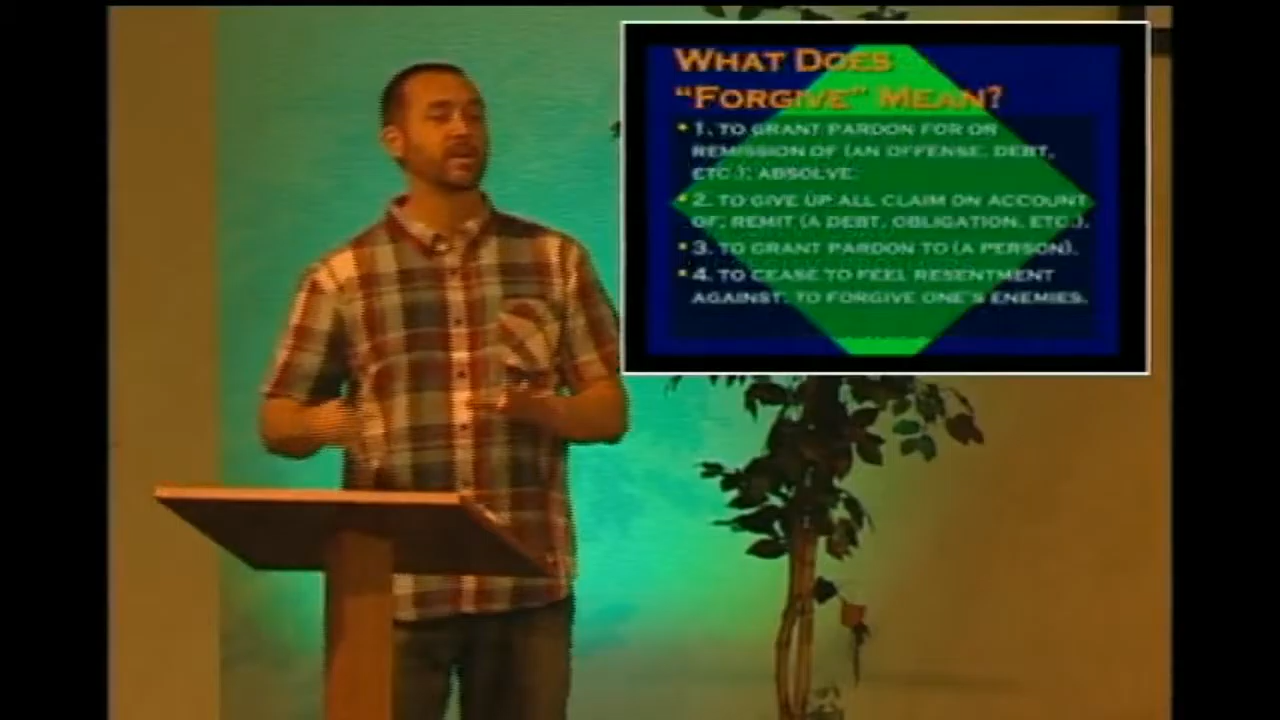 WHAT DOES
“FORGIVE” MEAN?
• 1. TO GRANT PARDON FOR OR
REMISSION OF (AN OFFENSE, DEBT,
ETC.); ABSOLVE.
• 2. TO GIVE UP ALL CLAIM ON ACCOUNT
OF; REMIT (A DEBT, OBLIGATION, ETC.).
• 3. TO GRANT PARDON TO (A PERSON).
• 4. TO CEASE TO FEEL RESENTMENT
AGAINST: TO FORGIVE ONE'S ENEMIES.